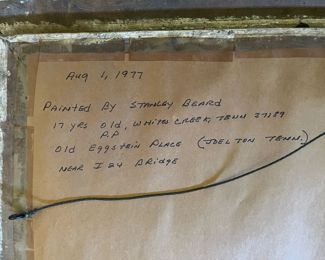 Aug 1, 1977
Painted By Stanley Beard
17 yrs old, Whites Creek, Tenn 37189
R.P
Old Eggstein Place (Joelton Tenn.)
Near I 24 Bridge